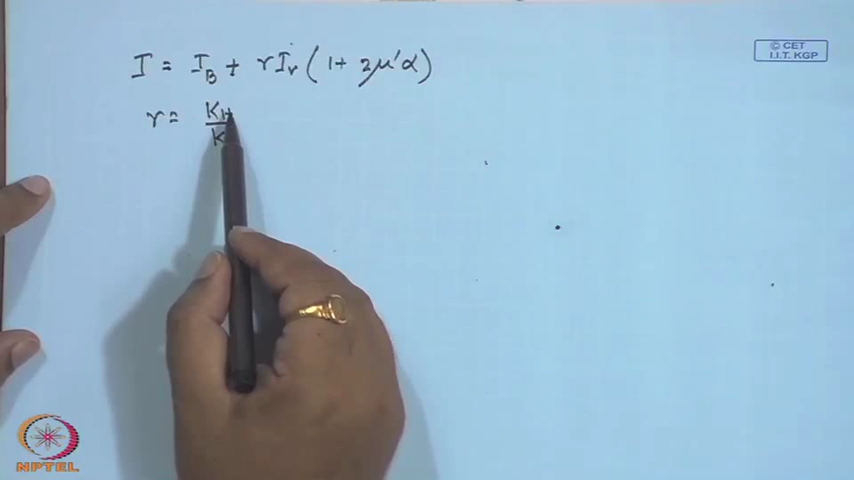 © CET
I.I.T. KGP
I = I_B + rI_r (1 + 2μ'α)
r = K_H / K
NPTEL